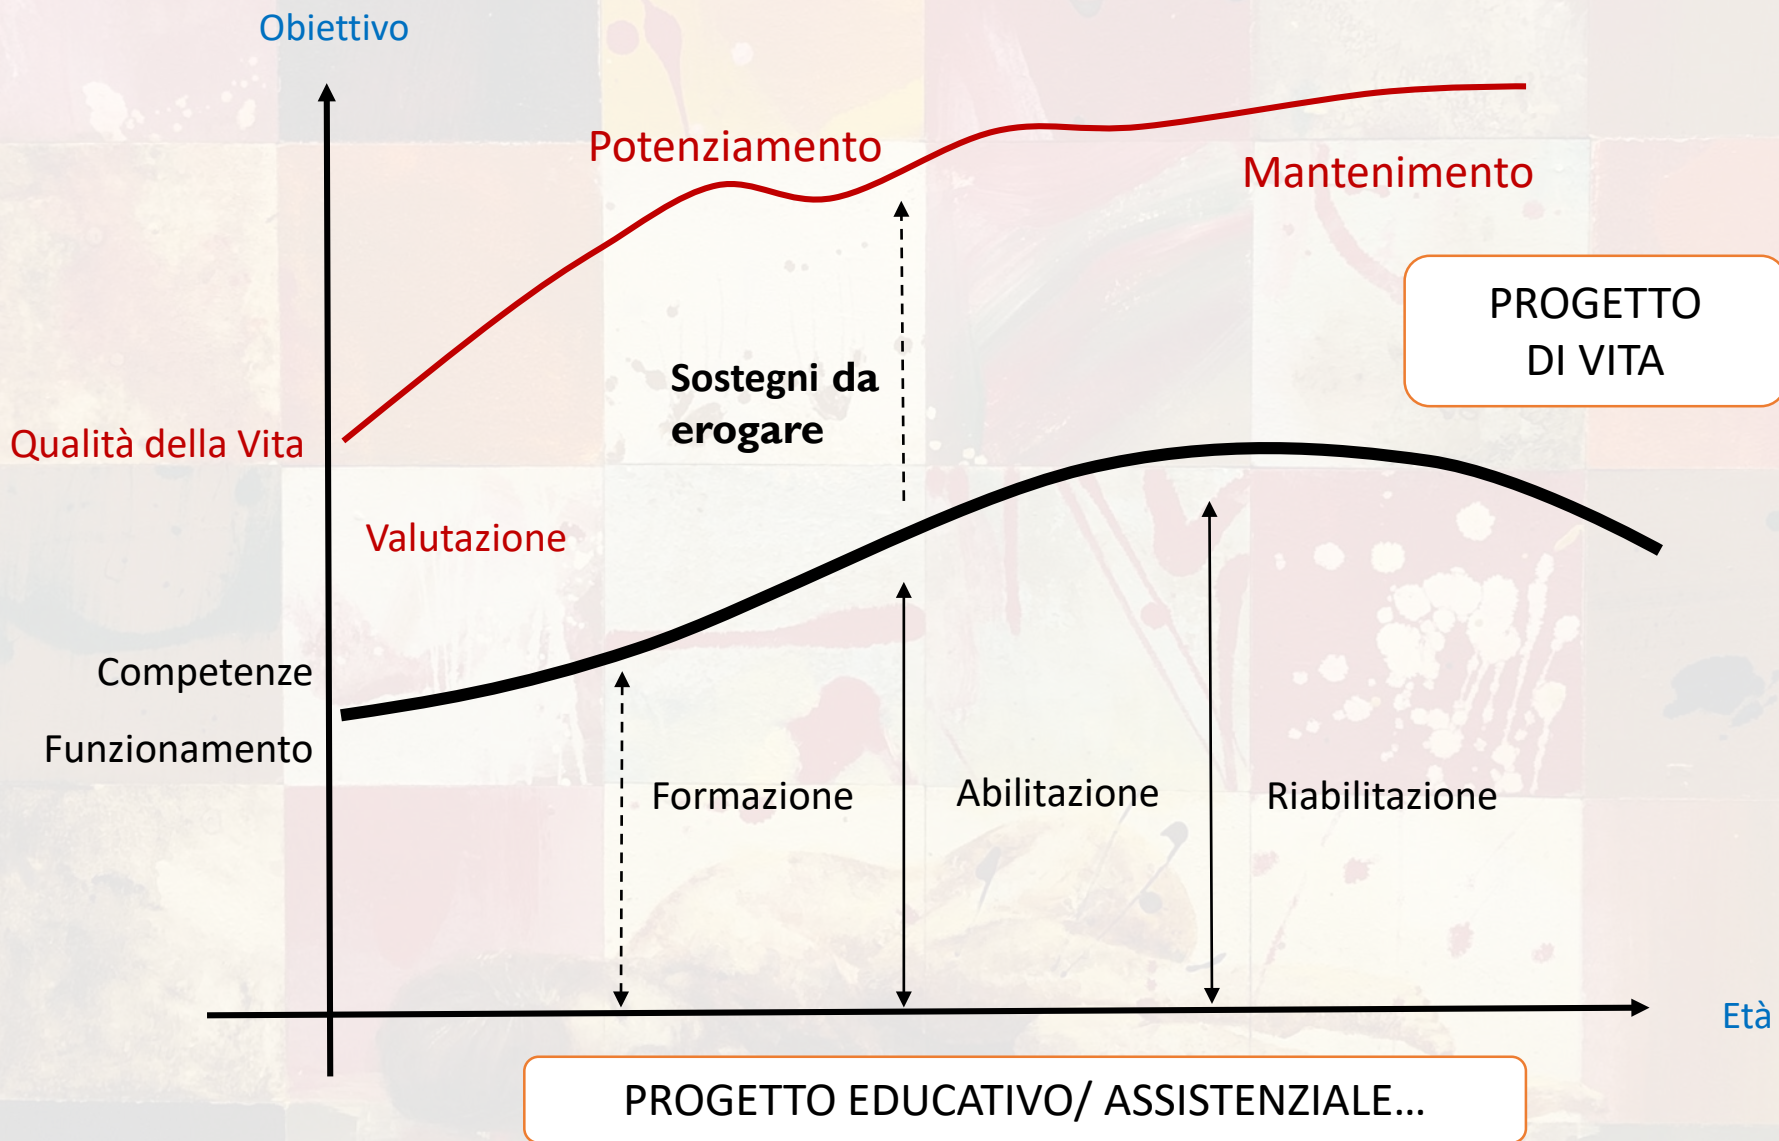 Obiettivo
Potenziamento
Mantenimento
PROGETTO
DI VITA
Sostegni da
erogare
Qualità della Vita
Valutazione
Competenze
Funzionamento
Formazione
Abilitazione
Riabilitazione
Età
PROGETTO EDUCATIVO/ ASSISTENZIALE...